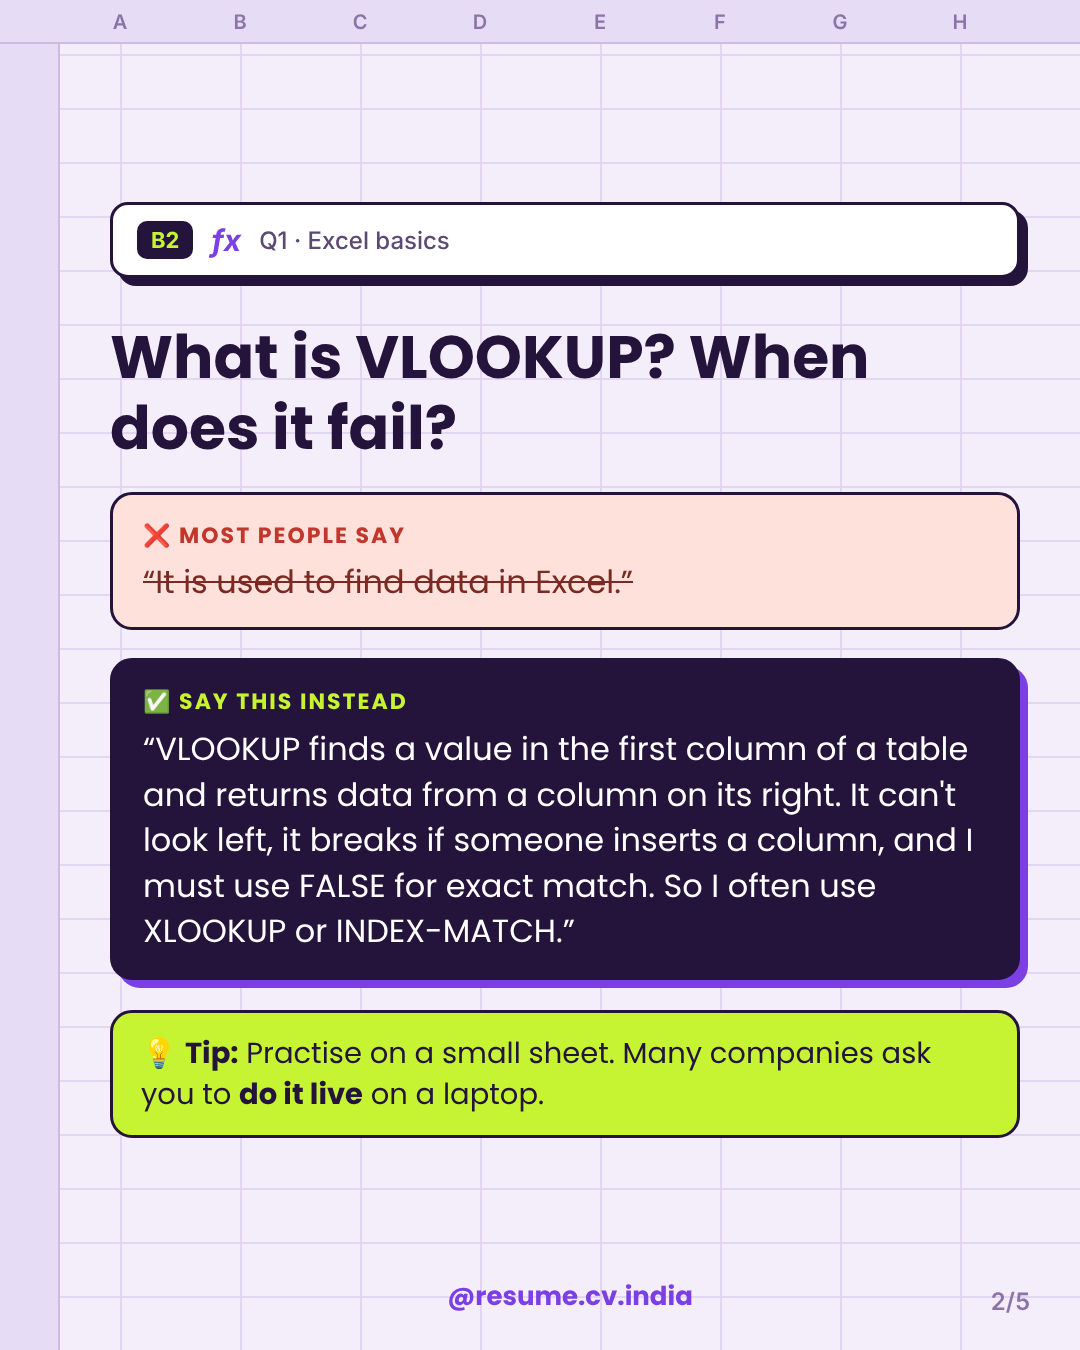 A B C D E F G H
B2 fx Q1 · Excel basics
What is VLOOKUP? When
does it fail?
❌ MOST PEOPLE SAY
“It is used to find data in Excel.”
✅ SAY THIS INSTEAD
“VLOOKUP finds a value in the first column of a table
and returns data from a column on its right. It can't
look left, it breaks if someone inserts a column, and I
must use FALSE for exact match. So I often use
XLOOKUP or INDEX-MATCH.”
💡 Tip: Practise on a small sheet. Many companies ask
you to do it live on a laptop.
@resume.cv.india
2/5